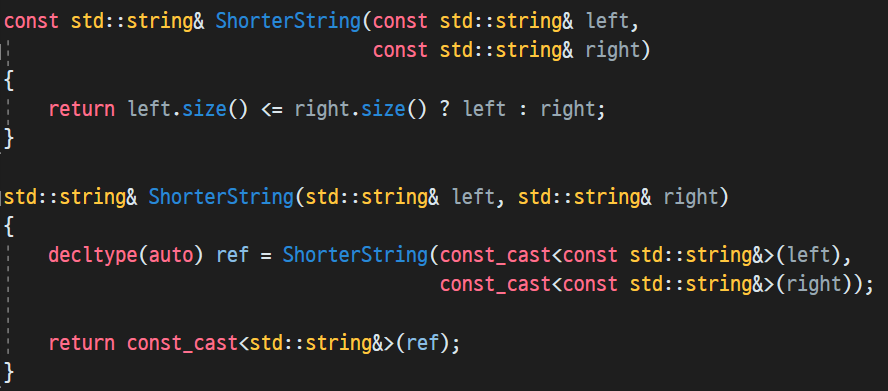 const std::string& ShorterString(const std::string& left,
                                 const std::string& right)
{
    return left.size() <= right.size() ? left : right;
}

std::string& ShorterString(std::string& left, std::string& right)
{
    decltype(auto) ref = ShorterString(const_cast<const std::string&>(left),
                                       const_cast<const std::string&>(right));

    return const_cast<std::string&>(ref);
}